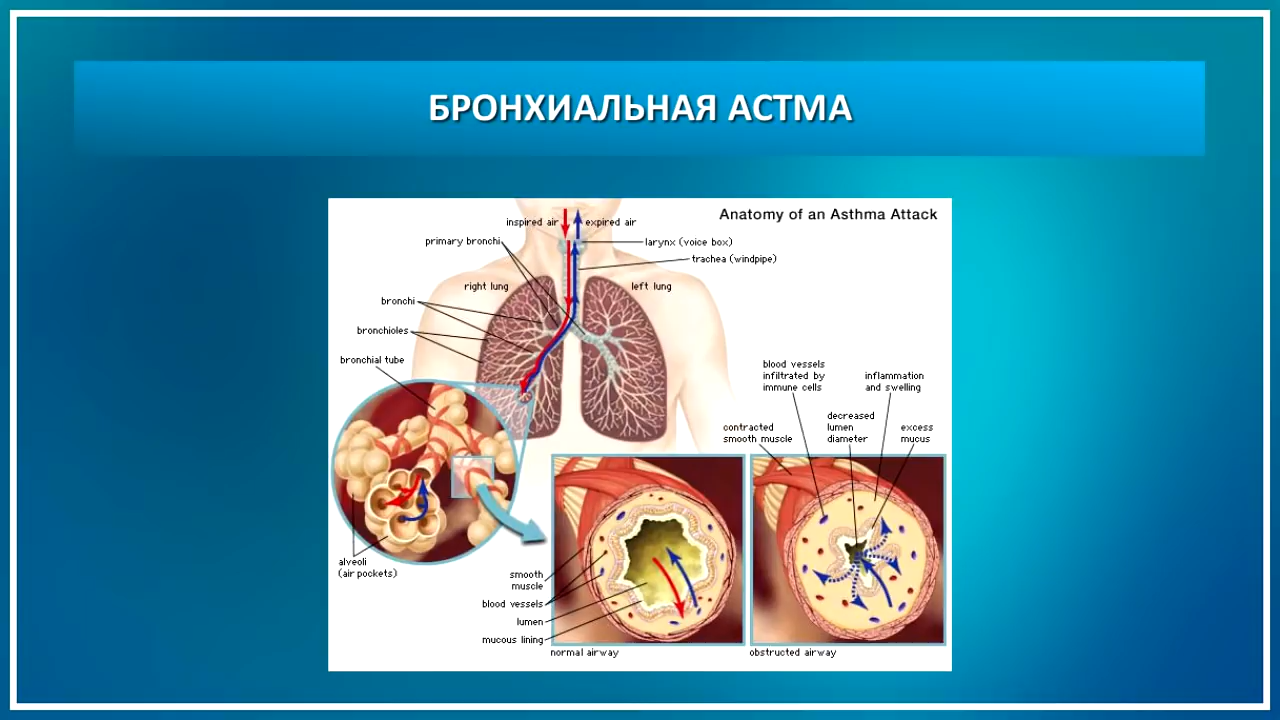 БРОНХИАЛЬНАЯ АСТМА
Anatomy of an Asthma Attack
inspired air
expired air
primary bronchi
larynx (voice box)
trachea (windpipe)
right lung
left lung
bronchi
bronchioles
bronchial tube
blood vessels
infiltrated by
immune cells
inflammation
and swelling
contracted
smooth muscle
decreased
lumen
diameter
excess
mucus
alveoli
(air pockets)
smooth
muscle
blood vessels
lumen
mucous lining
normal airway
obstructed airway